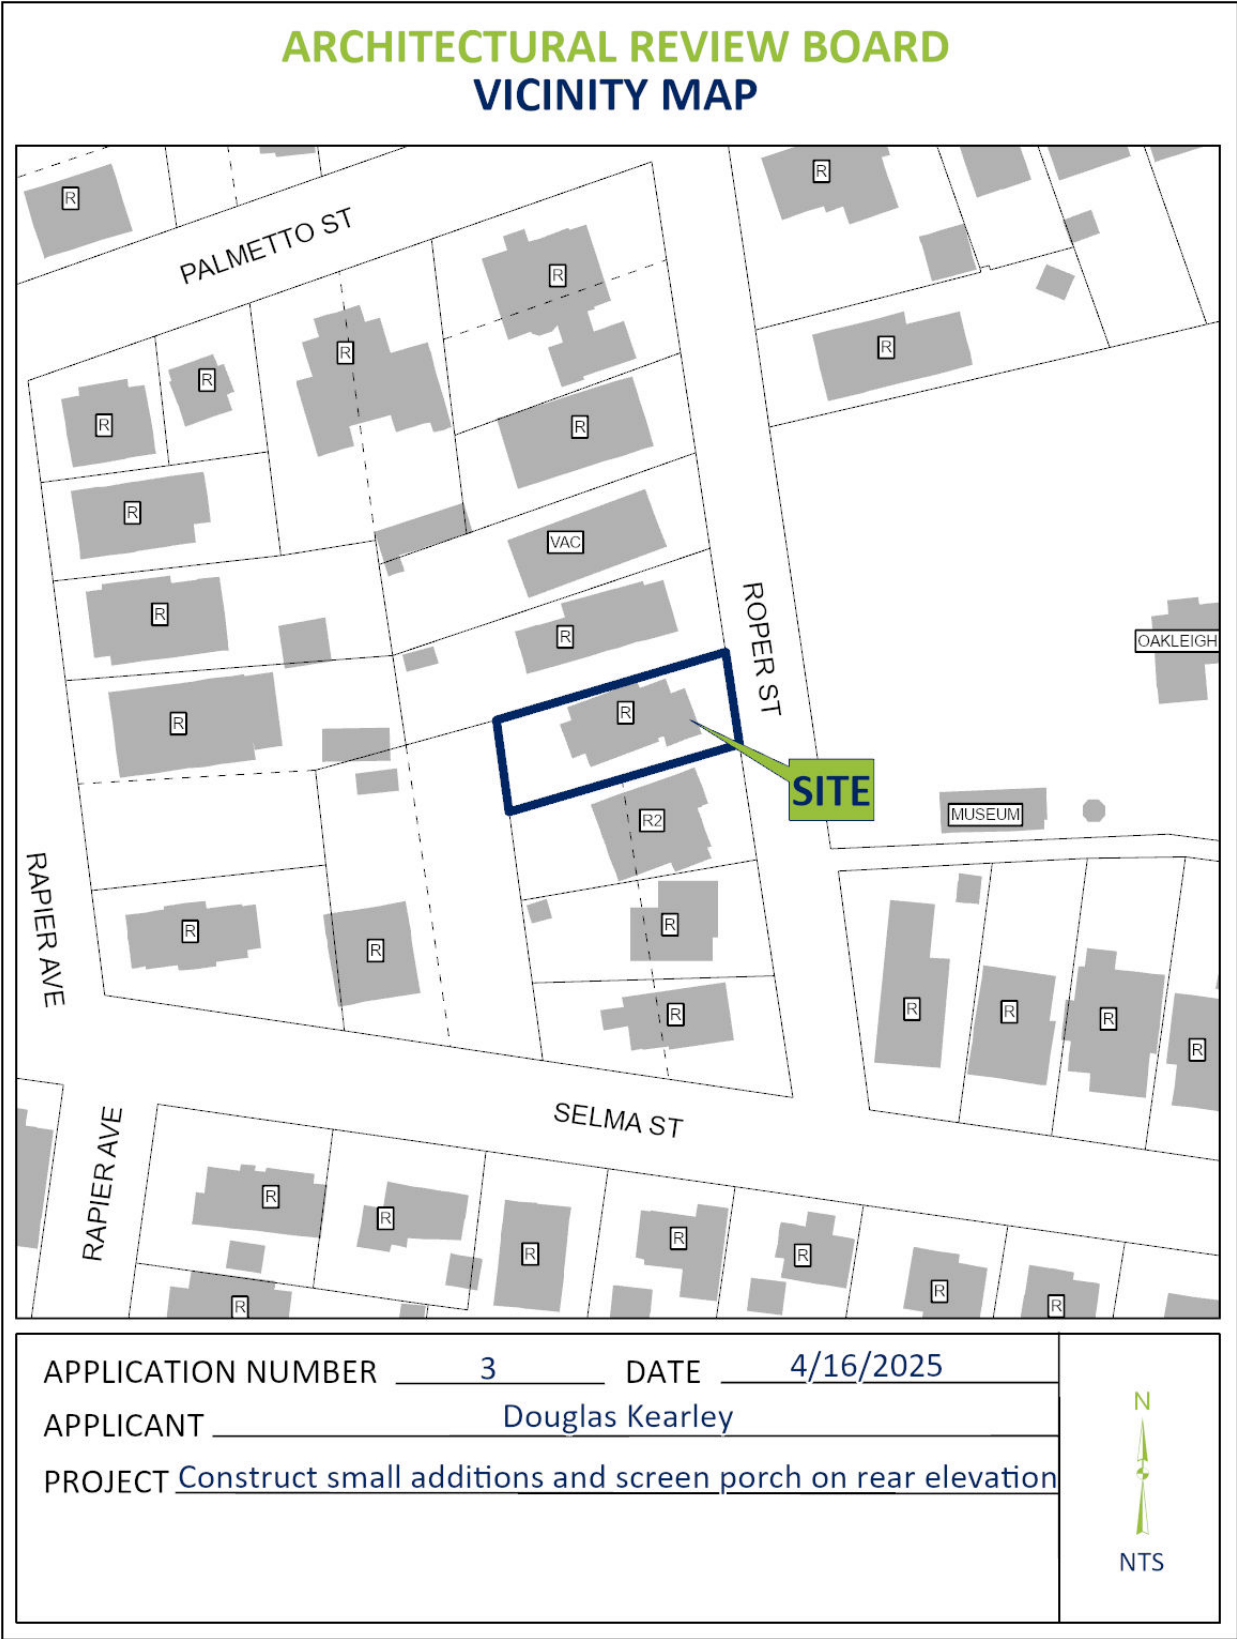 ARCHITECTURAL REVIEW BOARD
VICINITY MAP
R
R
PALMETTO ST
R
R
R
R
R
R
R
VAC
ROPER ST
R
R
OAKLEIGH
R
R
SITE
MUSEUM
R2
RAPIER AVE
R
R
R
R
R
R
R
R
RAPIER AVE
SELMA ST
R
R
R
R
R
R
R
R
APPLICATION NUMBER 3 DATE 4/16/2025
APPLICANT Douglas Kearley
PROJECT Construct small additions and screen porch on rear elevation
N
NTS